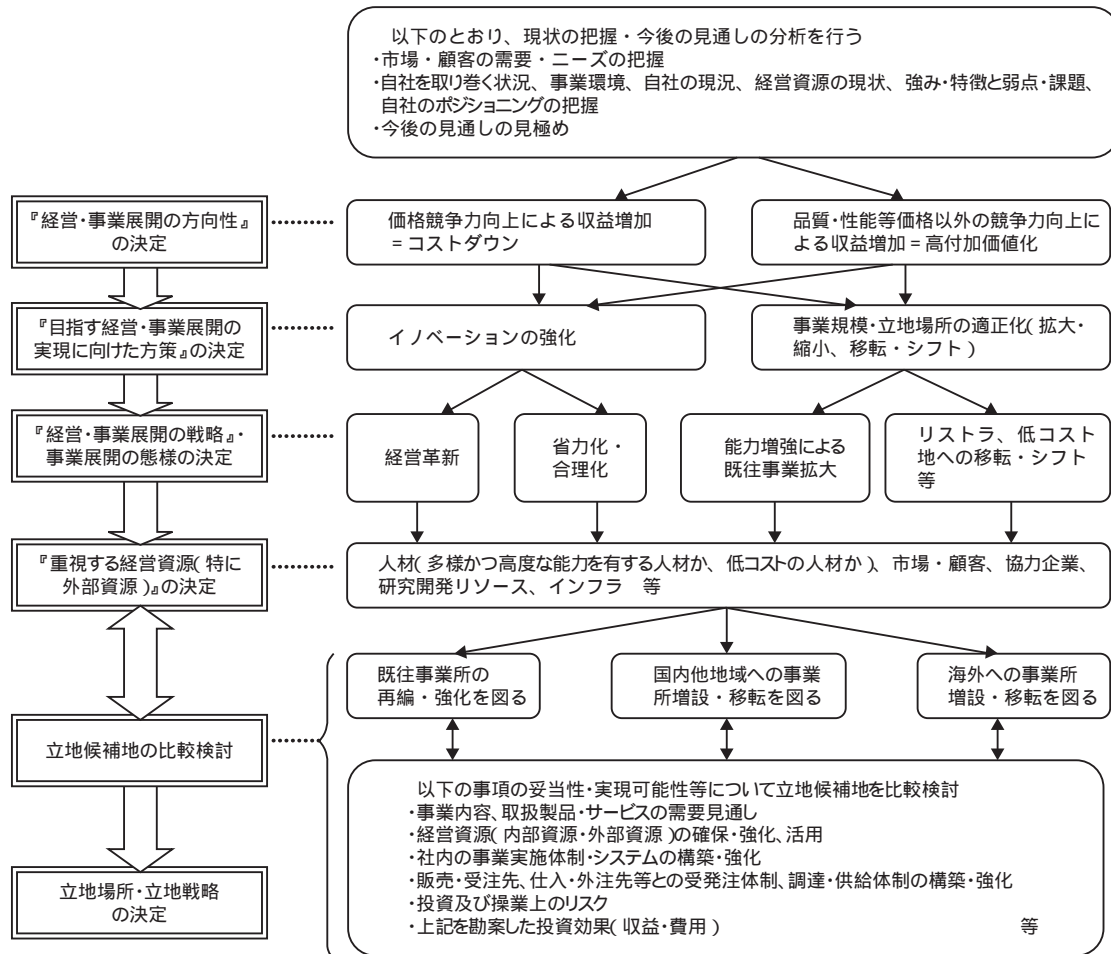 以下のとおり、現状の把握・今後の見通しの分析を行う
・市場・顧客の需要・ニーズの把握
・自社を取り巻く状況、事業環境、自社の現況、経営資源の現状、強み・特徴と弱点・課題、
自社のポジショニングの把握
・今後の見通しの見極め
『経営・事業展開の方向性』
の決定
価格競争力向上による収益増加
=コストダウン
品質・性能等価格以外の競争力向上に
よる収益増加=高付加価値化
『目指す経営・事業展開の
実現に向けた方策』の決定
イノベーションの強化
事業規模・立地場所の適正化(拡大・
縮小、移転・シフト)
『経営・事業展開の戦略』・
事業展開の態様の決定
経営革新
省力化・
合理化
能力増強による
既往事業拡大
リストラ、低コスト
地への移転・シフト
等
『重視する経営資源(特に
外部資源)』の決定
人材(多様かつ高度な能力を有する人材か、低コストの人材か)、市場・顧客、協力企業、
研究開発リソース、インフラ 等
既往事業所の
再編・強化を図る
国内他地域への事業
所増設・移転を図る
海外への事業所
増設・移転を図る
立地候補地の比較検討
以下の事項の妥当性・実現可能性等について立地候補地を比較検討
・事業内容、取扱製品・サービスの需要見通し
・経営資源(内部資源・外部資源)の確保・強化、活用
・社内の事業実施体制・システムの構築・強化
・販売・受注先、仕入・外注先等との受発注体制、調達・供給体制の構築・強化
・投資及び操業上のリスク
・上記を勘案した投資効果(収益・費用) 等
立地場所・立地戦略
の決定